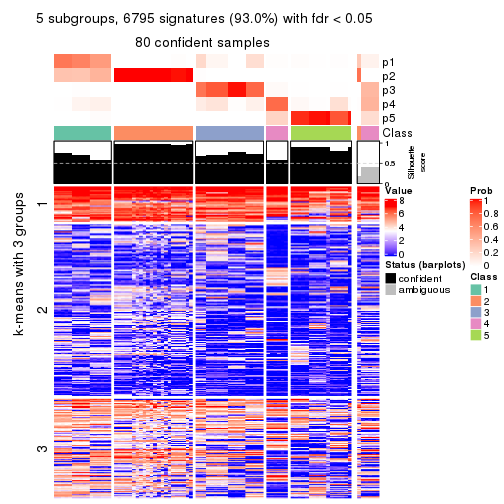 5 subgroups, 6795 signatures (93.0%) with fdr < 0.05
80 confident samples
p1
p2
p3
p4
p5
Class
1
0.5
0
Silhouette
score
k-means with 3 groups
1
2
3
Value
8
6
4
2
0
Status (barplots)
confident
ambiguous
Prob
1
0.8
0.6
0.4
0.2
0
Class
1
2
3
4
5